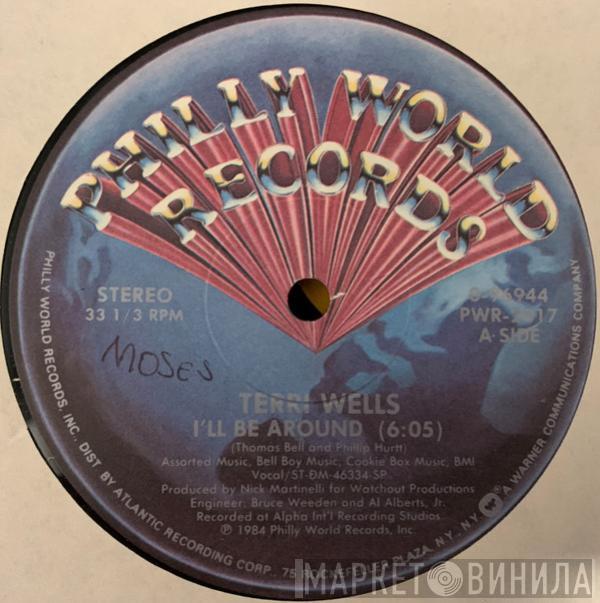 PHILLY WORLD
RECORDS
STEREO
33 1/3 RPM
0-96944
PWR-2017
A-SIDE
MOSES
TERRI WELLS
I'LL BE AROUND (6:05)
(Thomas Bell and Phillip Hurtt)
Assorted Music, Bell Boy Music, Cookie Box Music, BMI
Vocal/ST-DM-46334-SP
Produced by Nick Martinelli for Watchout Productions
Engineer, Bruce Weeden and Al Alberts, Jr.
Recorded at Alpha Int'l Recording Studios
℗ 1984 Philly World Records, Inc.
PHILLY WORLD RECORDS, INC., DIST BY ATLANTIC RECORDING CORP. 75 ROCKEFELLER PLAZA, N.Y. N.Y. A WARNER COMMUNICATIONS COMPANY
МАРКЕТ ВИНИЛА